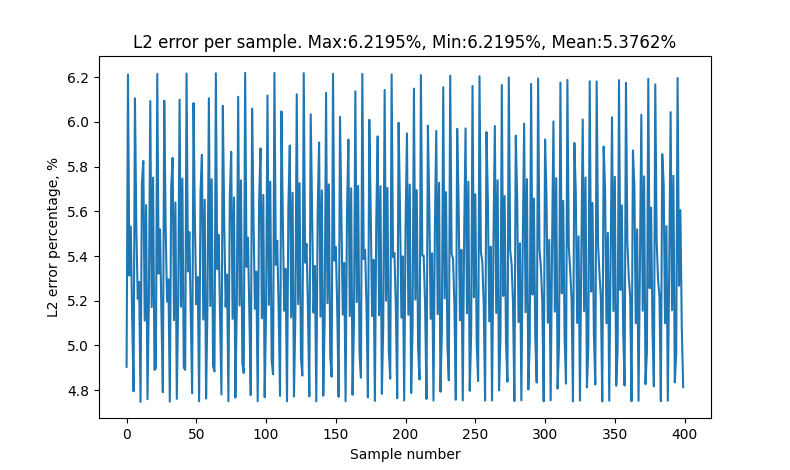 L2 error per sample. Max:6.2195%, Min:6.2195%, Mean:5.3762%
6.2
6.0
5.8
5.6
5.4
5.2
5.0
4.8
L2 error percentage, %
0 50 100 150 200 250 300 350 400
Sample number